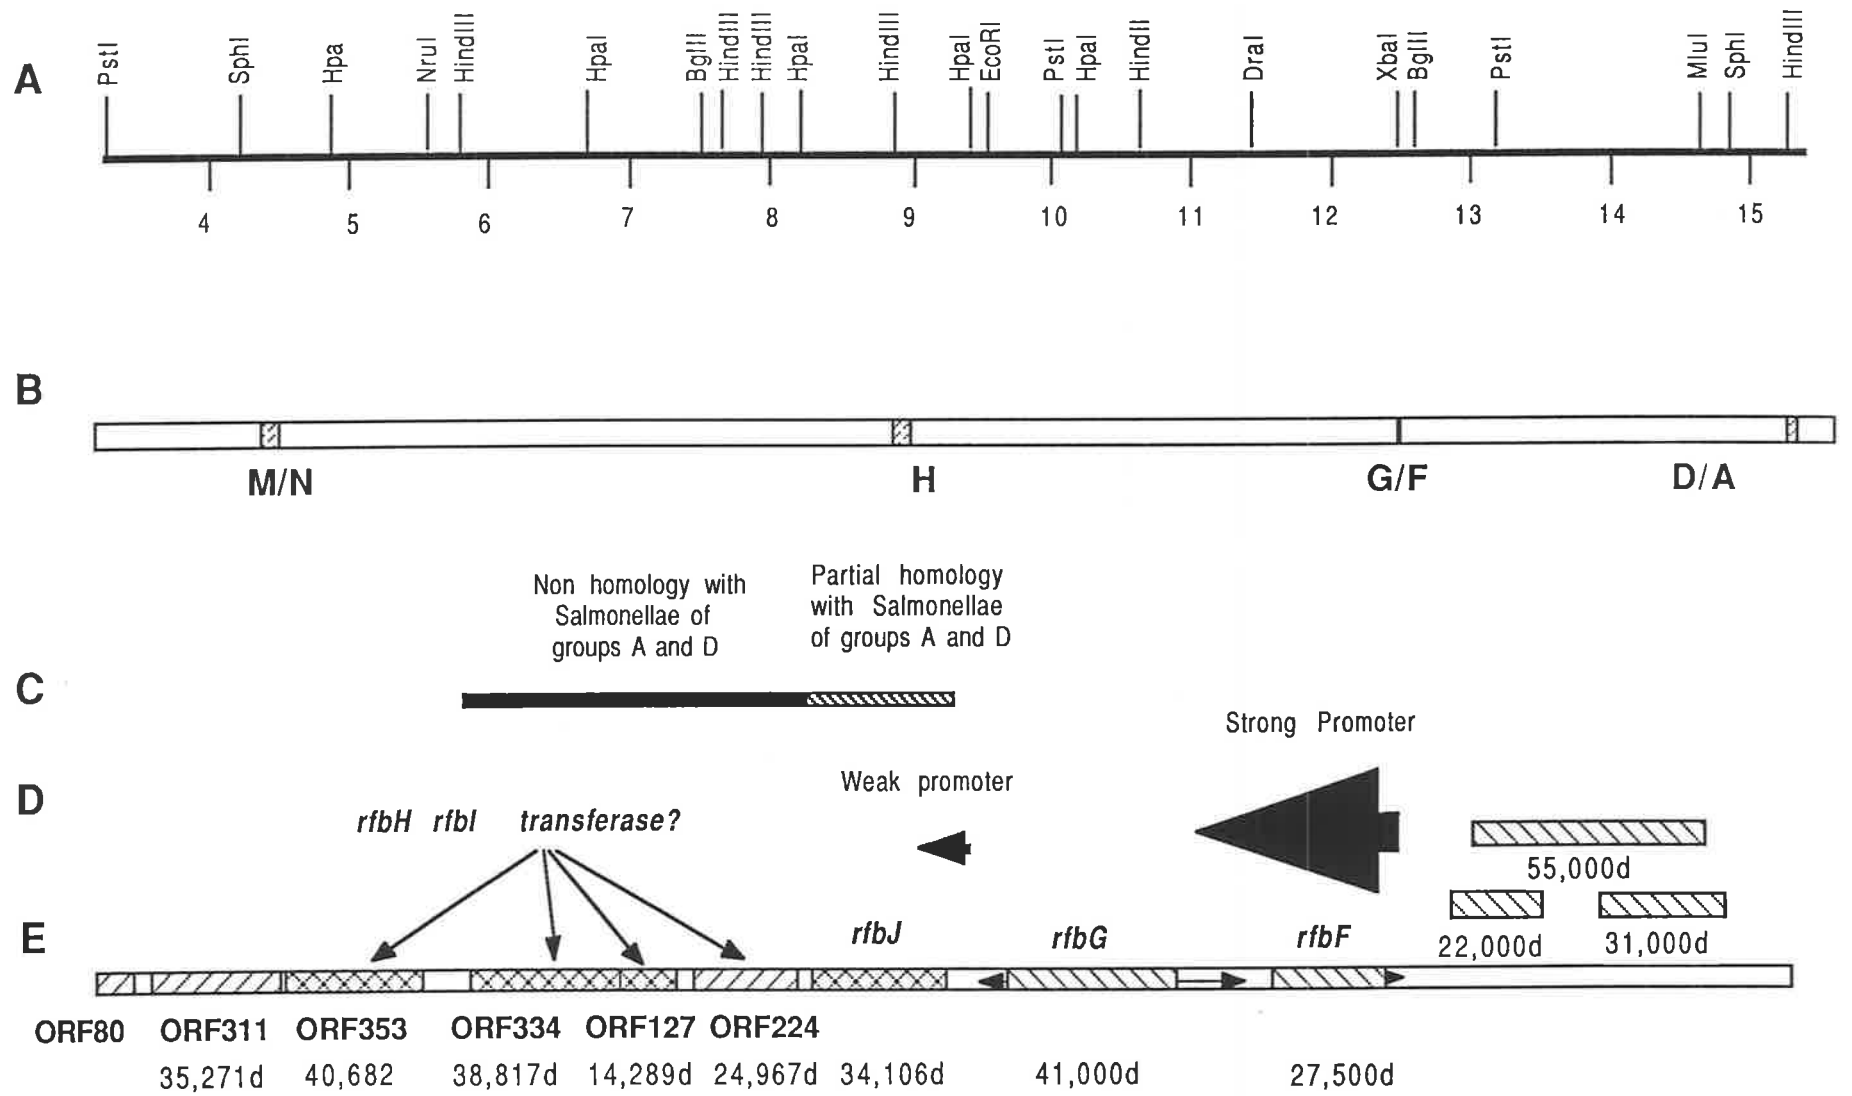 A
PstI
SphI
Hpa
NruI
HindIII
HpaI
BglII
HindIII
HindIII
HpaI
HindIII
HpaI
EcoRI
PstI
HpaI
HindII
DraI
XbaI
BglII
PstI
MluI
SphI
HindIII
4 5 6 7 8 9 10 11 12 13 14 15
B
M/N H G/F D/A
Non homology with
Salmonellae of
groups A and D
Partial homology
with Salmonellae
of groups A and D
C
Strong Promoter
D
Weak promoter
rfbH rfbI transferase?
55,000d
E
rfbJ rfbG rfbF
22,000d 31,000d
ORF80 ORF311 ORF353 ORF334 ORF127 ORF224
35,271d 40,682 38,817d 14,289d 24,967d 34,106d 41,000d 27,500d